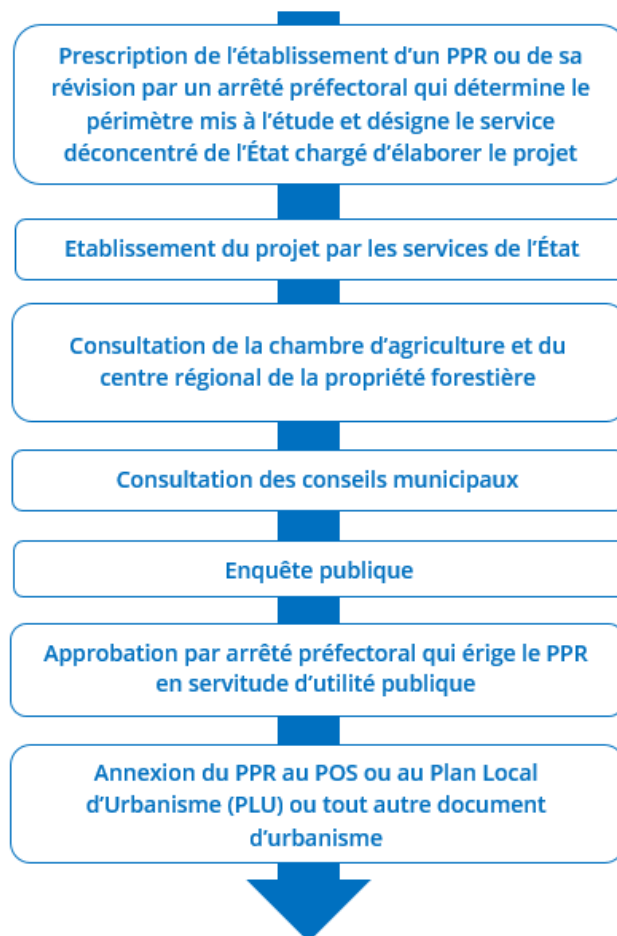 Prescription de l’établissement d’un PPR ou de sa
révision par un arrêté préfectoral qui détermine le
périmètre mis à l’étude et désigne le service
déconcentré de l’État chargé d’élaborer le projet
Etablissement du projet par les services de l’État
Consultation de la chambre d’agriculture et du
centre régional de la propriété forestière
Consultation des conseils municipaux
Enquête publique
Approbation par arrêté préfectoral qui érige le PPR
en servitude d’utilité publique
Annexion du PPR au POS ou au Plan Local
d’Urbanisme (PLU) ou tout autre document
d’urbanisme